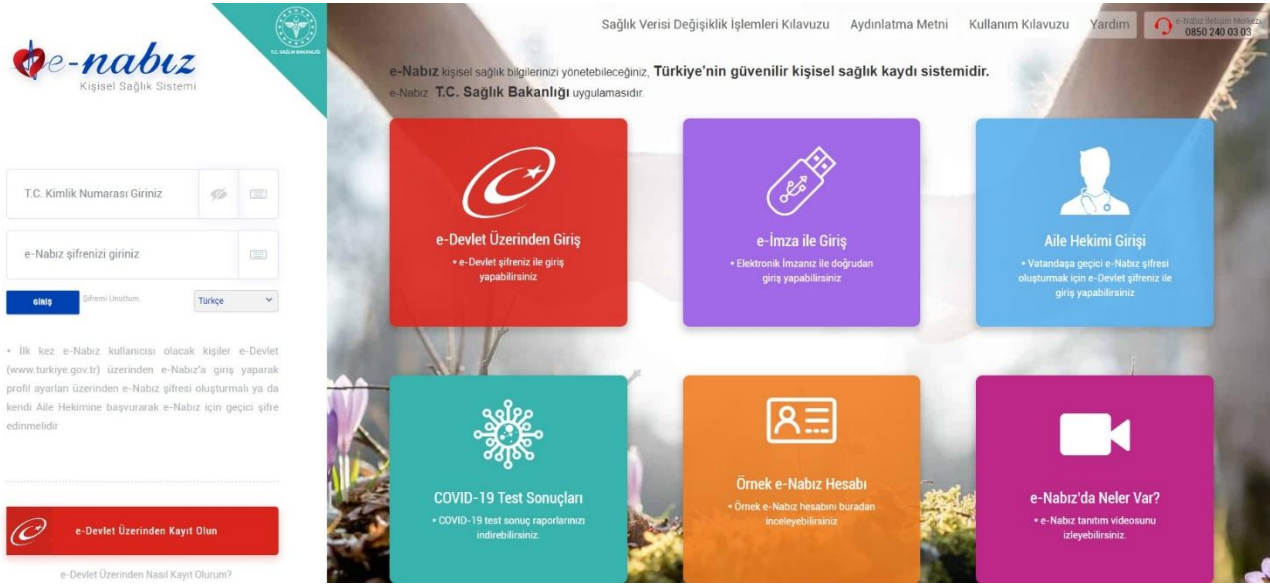 e-nabız
Kişisel Sağlık Sistemi
T.C. SAĞLIK BAKANLIĞI
T.C. Kimlik Numarası Giriniz
e-Nabız şifrenizi giriniz
GİRİŞ
Şifremi Unuttum
Türkçe
• İlk kez e-Nabız kullanıcısı olacak kişiler e-Devlet
(www.turkiye.gov.tr) üzerinden e-Nabız'a giriş yaparak
profil ayarları üzerinden e-Nabız şifresi oluşturmalı ya da
kendi Aile Hekimine başvurarak e-Nabız için geçici şifre
edinmelidir
e-Devlet Üzerinden Kayıt Olun
e-Devlet Üzerinden Nasıl Kayıt Olurum?
Sağlık Verisi Değişiklik İşlemleri Kılavuzu Aydınlatma Metni Kullanım Kılavuzu Yardım
e-Nabız İletişim Merkezi
0850 240 03 03
e-Nabız kişisel sağlık bilgilerinizi yönetebileceğiniz, Türkiye'nin güvenilir kişisel sağlık kaydı sistemidir.
e-Nabız T.C. Sağlık Bakanlığı uygulamasıdır.
e-Devlet Üzerinden Giriş
• e-Devlet şifreniz ile giriş
yapabilirsiniz
e-İmza ile Giriş
• Elektronik İmzanız ile doğrudan
giriş yapabilirsiniz
Aile Hekimi Girişi
• Vatandaşa geçici e-Nabız şifresi
oluşturmak için e-Devlet şifreniz ile
giriş yapabilirsiniz
COVID-19 Test Sonuçları
• COVID-19 test sonuç raporlarınızı
indirebilirsiniz.
Örnek e-Nabız Hesabı
• Örnek e-Nabız hesabını buradan
inceleyebilirsiniz
e-Nabız'da Neler Var?
• e-Nabız tanıtım videosunu
izleyebilirsiniz.